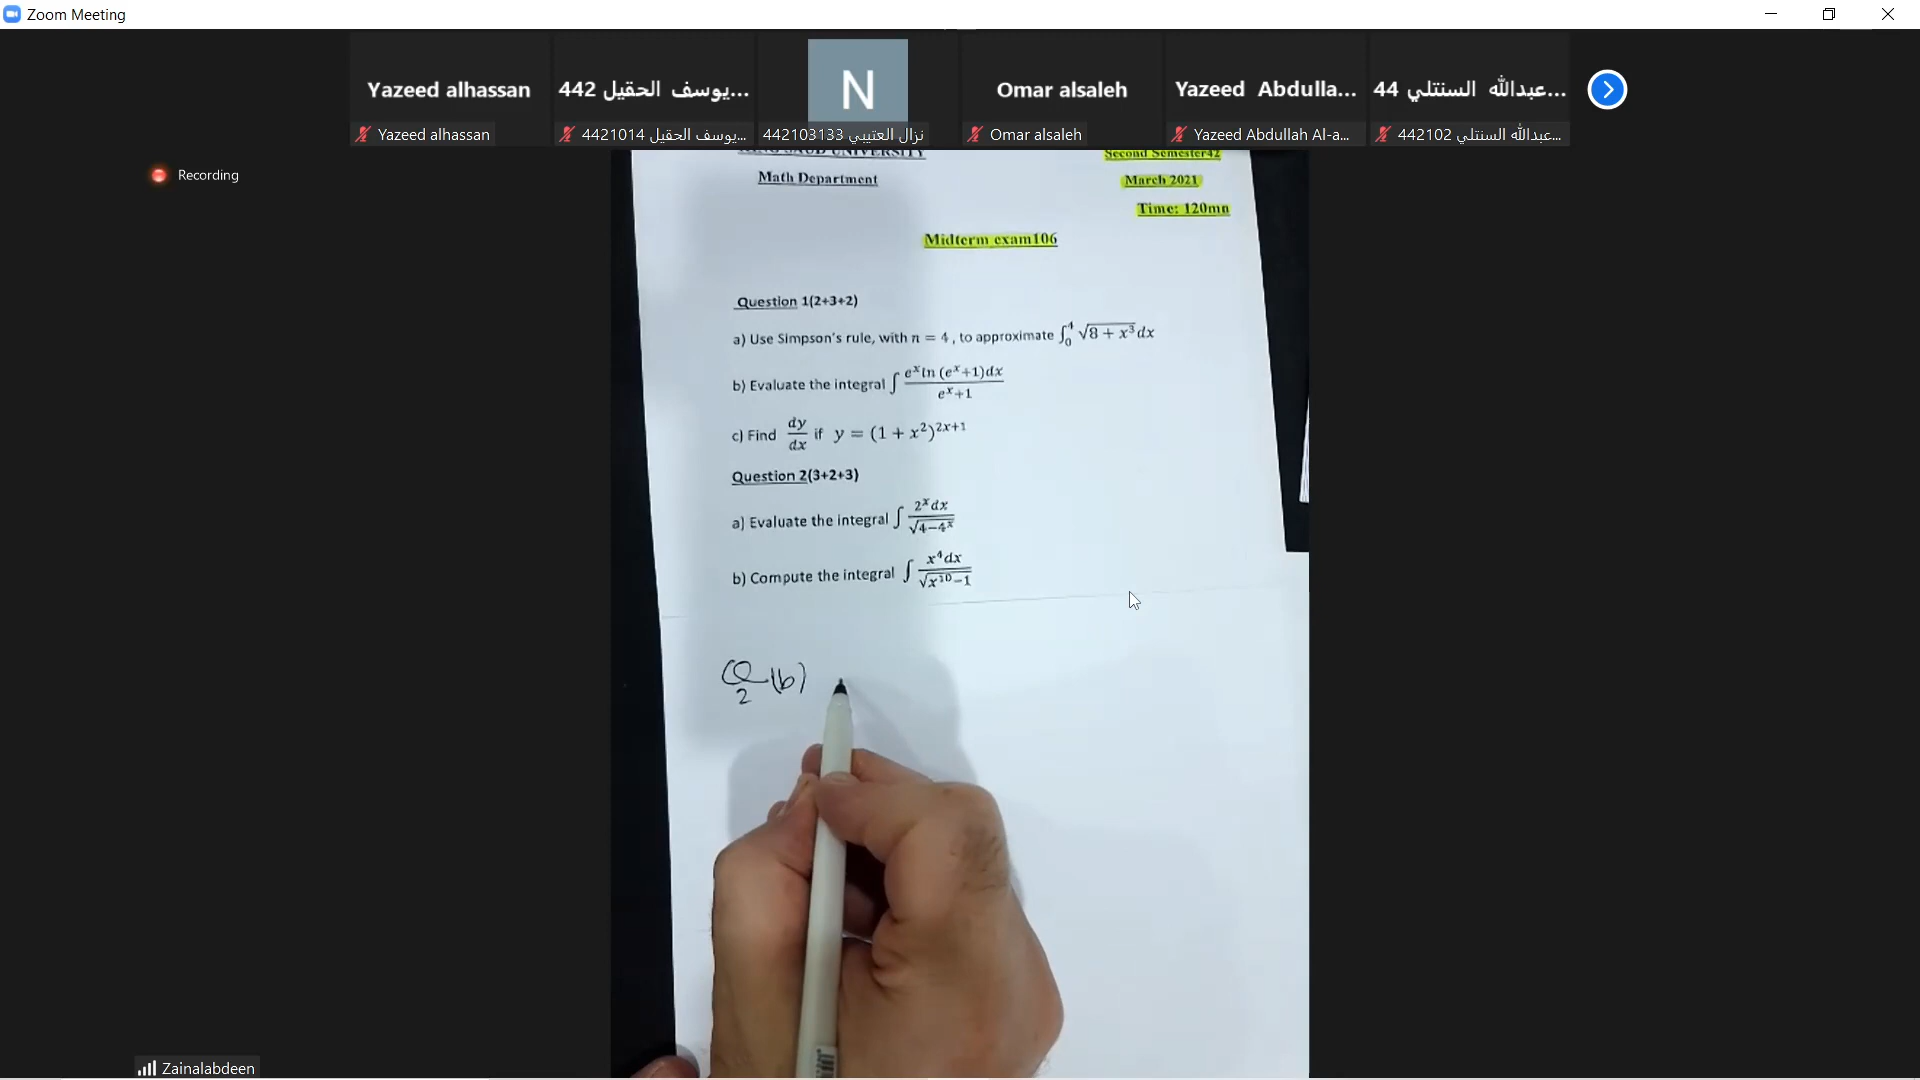 Zoom Meeting
Yazeed alhassan
442 يوسف الحقيل...
N
Omar alsaleh
Yazeed Abdulla...
44 عبدالله السنتلي...
Yazeed alhassan
4421014 يوسف الحقيل...
442103133 نزال العتيبي
Omar alsaleh
Yazeed Abdullah Al-a...
442102 عبدالله السنتلي...
Recording
KING SAUD UNIVERSITY
Second Semester42
Math Department
March 2021
Time: 120mn
Midterm exam106
Question 1(2+3+2)
a) Use Simpson's rule, with n = 4 , to approximate ∫₀⁴ √(8 + x³) dx
b) Evaluate the integral ∫ eˣ ln (eˣ+1)dx / eˣ+1
c) Find dy/dx if y = (1 + x²)²ˣ⁺¹
Question 2(3+2+3)
a) Evaluate the integral ∫ 2ˣ dx / √(4−4ˣ)
b) Compute the integral ∫ x⁴ dx / √(x¹⁰−1)
Q2 (b)
Zainalabdeen